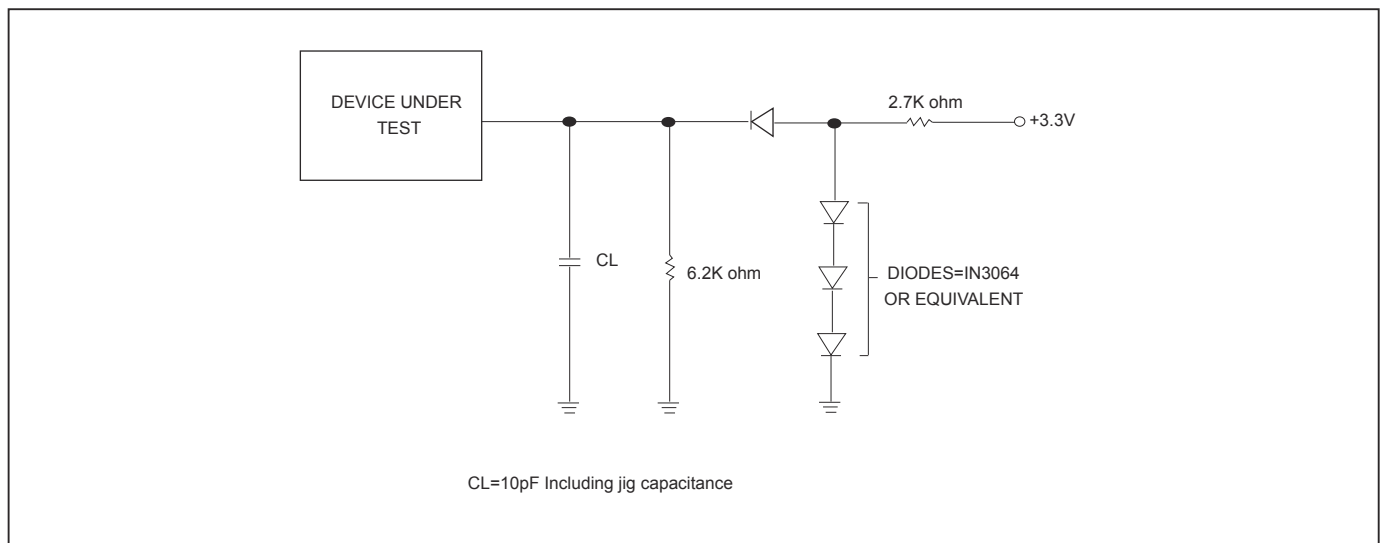 DEVICE UNDER
TEST
2.7K ohm
+3.3V
CL
6.2K ohm
DIODES=IN3064
OR EQUIVALENT
CL=10pF Including jig capacitance